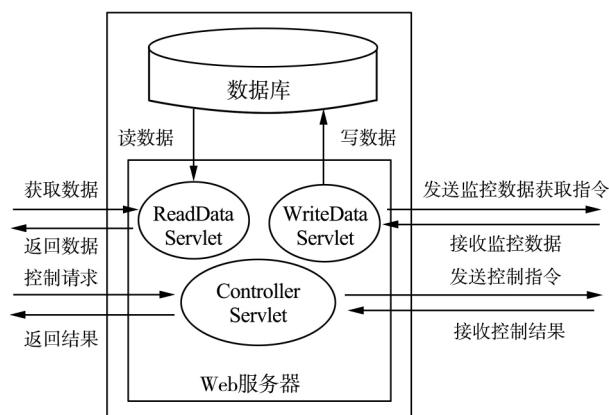 数据库
读数据
写数据
获取数据
返回数据
ReadData
Servlet
WriteData
Servlet
发送监控数据获取指令
接收监控数据
控制请求
返回结果
Controller
Servlet
发送控制指令
接收控制结果
Web服务器